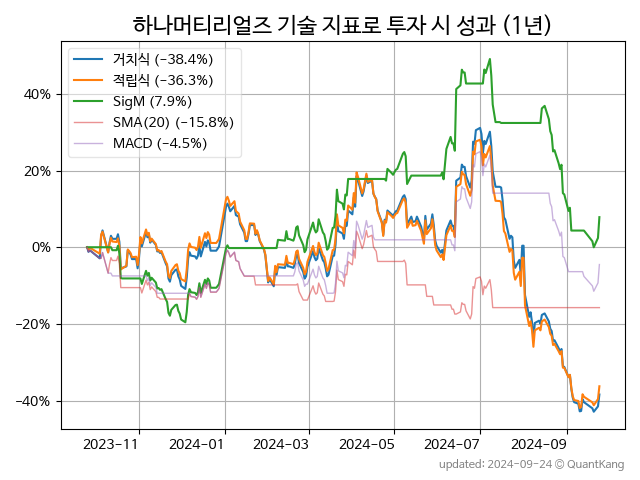 하나머티리얼즈 기술 지표로 투자 시 성과 (1년)
거치식 (-38.4%)
적립식 (-36.3%)
SigM (7.9%)
SMA(20) (-15.8%)
MACD (-4.5%)
40%
20%
0%
-20%
-40%
2023-11
2024-01
2024-03
2024-05
2024-07
2024-09
updated: 2024-09-24 © QuantKang